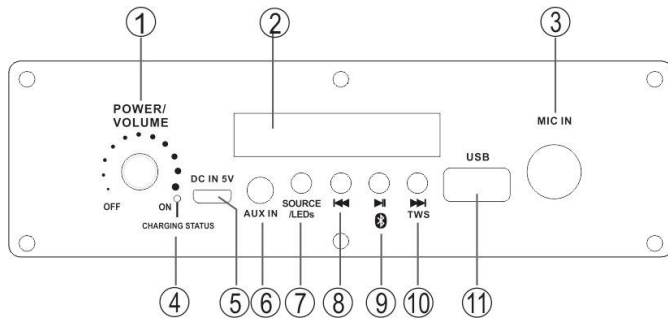 ① ② ③
POWER/
VOLUME
MIC IN
USB
DC IN 5V
OFF
ON
AUX IN
SOURCE
/LEDs
TWS
CHARGING STATUS
④ ⑤ ⑥ ⑦ ⑧ ⑨ ⑩ ⑪